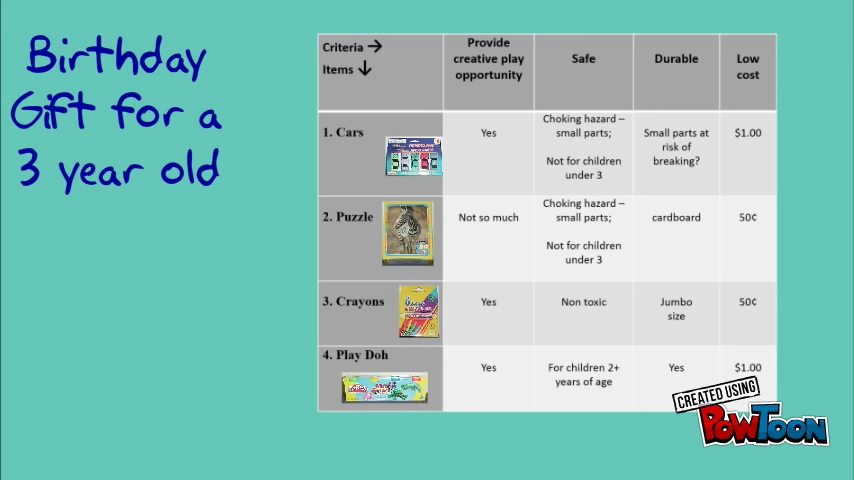 Birthday
Gift for a
3 year old
Criteria →
Items ↓
Provide
creative play
opportunity
Safe
Durable
Low
cost
1. Cars
Yes
Choking hazard –
small parts;
Not for children
under 3
Small parts at
risk of
breaking?
$1.00
2. Puzzle
Not so much
Choking hazard –
small parts;
Not for children
under 3
cardboard
50¢
3. Crayons
Yes
Non toxic
Jumbo
size
50¢
4. Play Doh
Yes
For children 2+
years of age
Yes
$1.00
CREATED USING
POWTOON